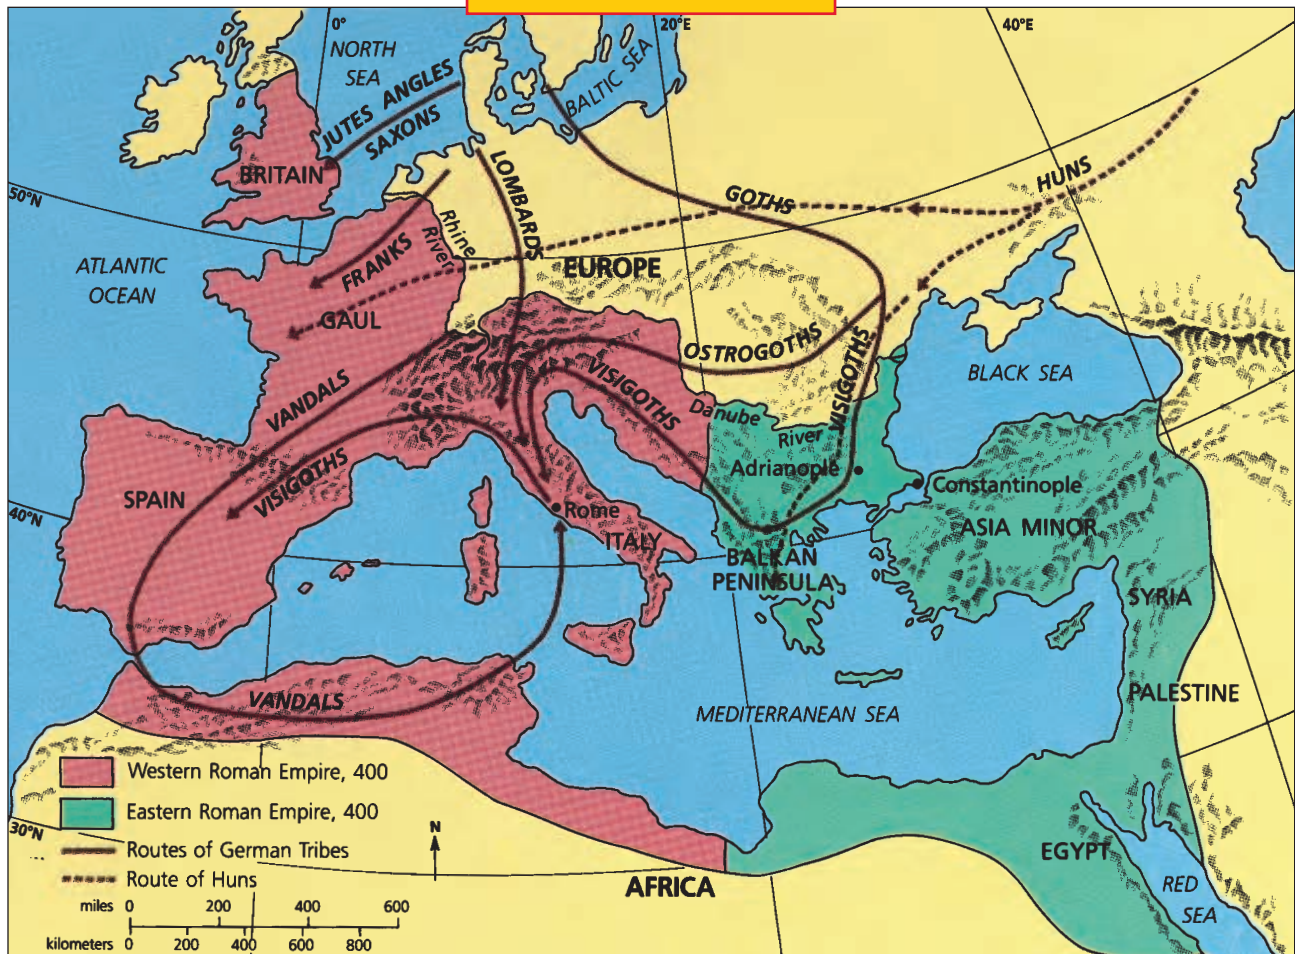 0°
20°E
40°E
NORTH
SEA
BALTIC SEA
JUTES ANGLES
SAXONS
BRITAIN
LOMBARDS
HUNS
GOTHS
50°N
Rhine
River
ATLANTIC
OCEAN
FRANKS
EUROPE
GAUL
OSTROGOTHS
VISIGOTHS
BLACK SEA
VISIGOTHS
VANDALS
Danube
River
Adrianople
VISIGOTHS
SPAIN
Constantinople
Rome
40°N
ITALY
ASIA MINOR
BALKAN
PENINSULA
SYRIA
VANDALS
PALESTINE
MEDITERRANEAN SEA
Western Roman Empire, 400
Eastern Roman Empire, 400
30°N
Routes of German Tribes
Route of Huns
N
AFRICA
EGYPT
RED
SEA
miles 0 200 400 600
kilometers 0 200 400 600 800